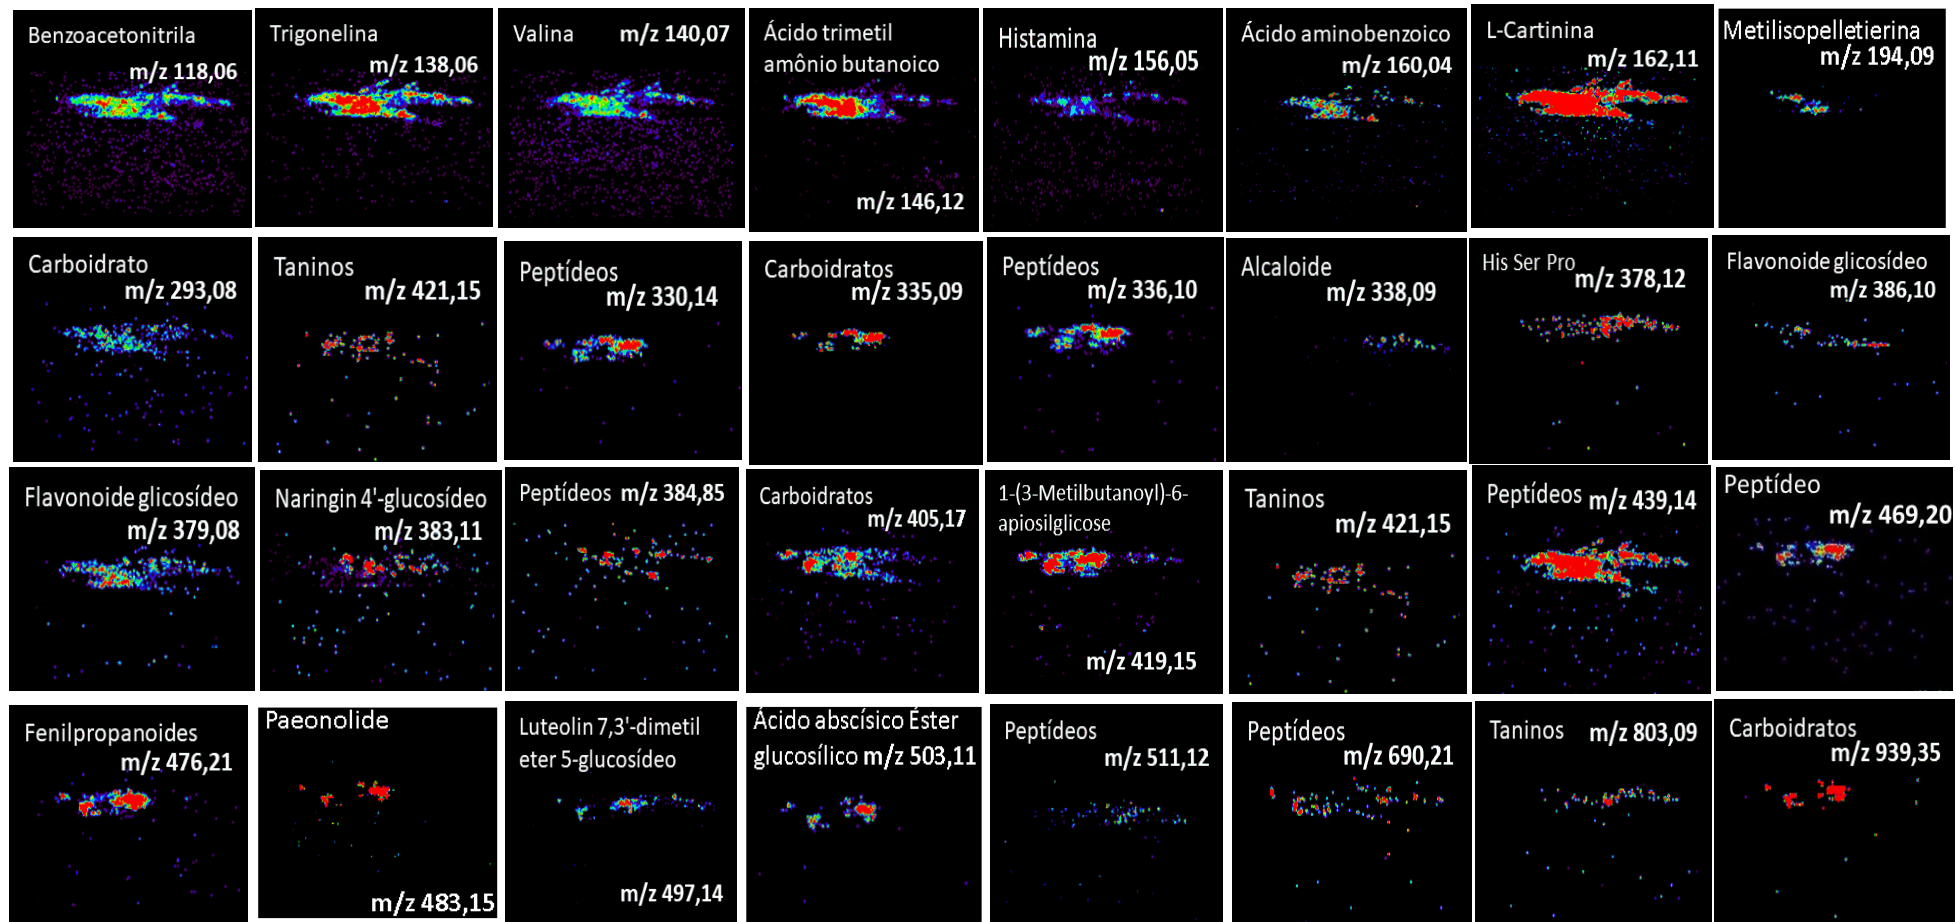 Benzoacetonitrila
m/z 118,06
Trigonelina
m/z 138,06
Valina m/z 140,07
Ácido trimetil
amônio butanoico
m/z 146,12
Histamina
m/z 156,05
Ácido aminobenzoico
m/z 160,04
L-Cartinina
m/z 162,11
Metilisopelletierina
m/z 194,09
Carboidrato
m/z 293,08
Taninos
m/z 421,15
Peptídeos
m/z 330,14
Carboidratos
m/z 335,09
Peptídeos
m/z 336,10
Alcaloide
m/z 338,09
His Ser Pro
m/z 378,12
Flavonoide glicosídeo
m/z 386,10
Flavonoide glicosídeo
m/z 379,08
Naringin 4'-glucosídeo
m/z 383,11
Peptídeos m/z 384,85
Carboidratos
m/z 405,17
1-(3-Metilbutanoyl)-6-
apiosilglicose
m/z 419,15
Taninos
m/z 421,15
Peptídeos m/z 439,14
Peptídeo
m/z 469,20
Fenilpropanoides
m/z 476,21
Paeonolide
m/z 483,15
Luteolin 7,3'-dimetil
eter 5-glucosídeo
m/z 497,14
Ácido abscísico Éster
glucosílico m/z 503,11
Peptídeos
m/z 511,12
Peptídeos
m/z 690,21
Taninos m/z 803,09
Carboidratos
m/z 939,35